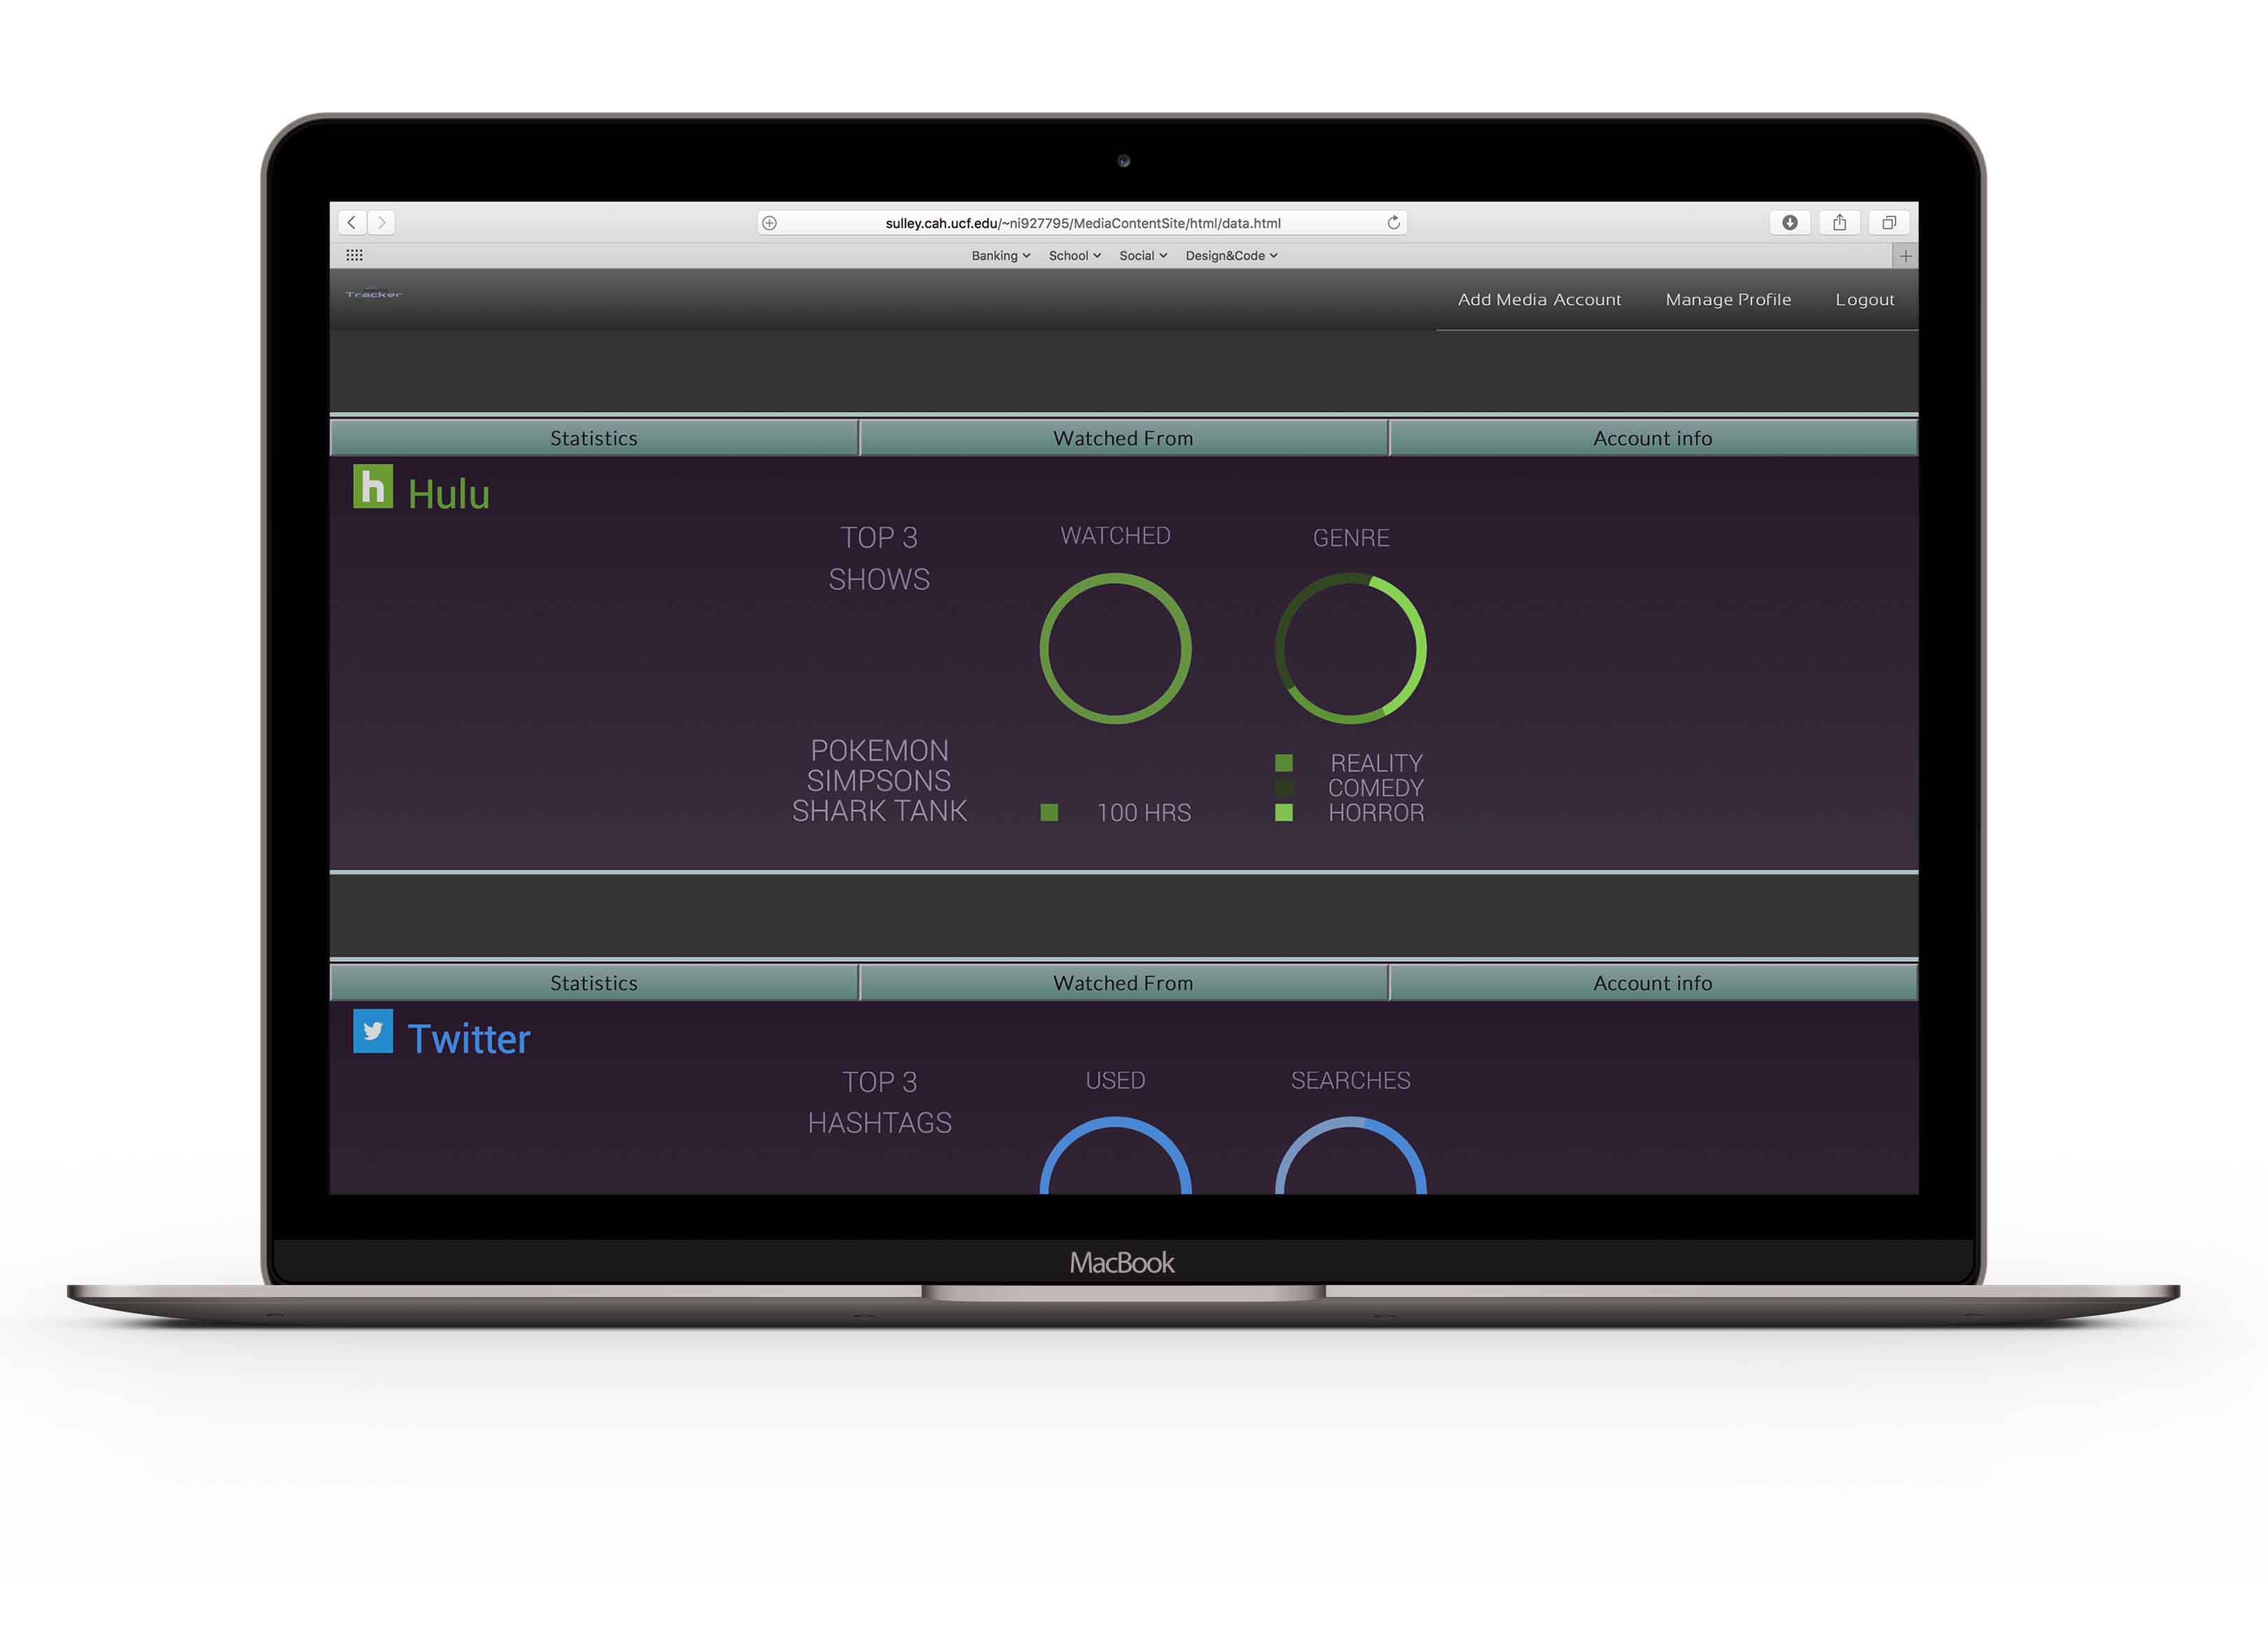 sulley.cah.ucf.edu/~ni927795/MediaContentSite/html/data.html
Banking School Social Design&Code
Tracker
Add Media Account Manage Profile Logout
Statistics Watched From Account info
h Hulu
TOP 3 WATCHED GENRE
SHOWS
POKEMON REALITY
SIMPSONS COMEDY
SHARK TANK 100 HRS HORROR
Statistics Watched From Account info
Twitter
TOP 3 USED SEARCHES
HASHTAGS
MacBook